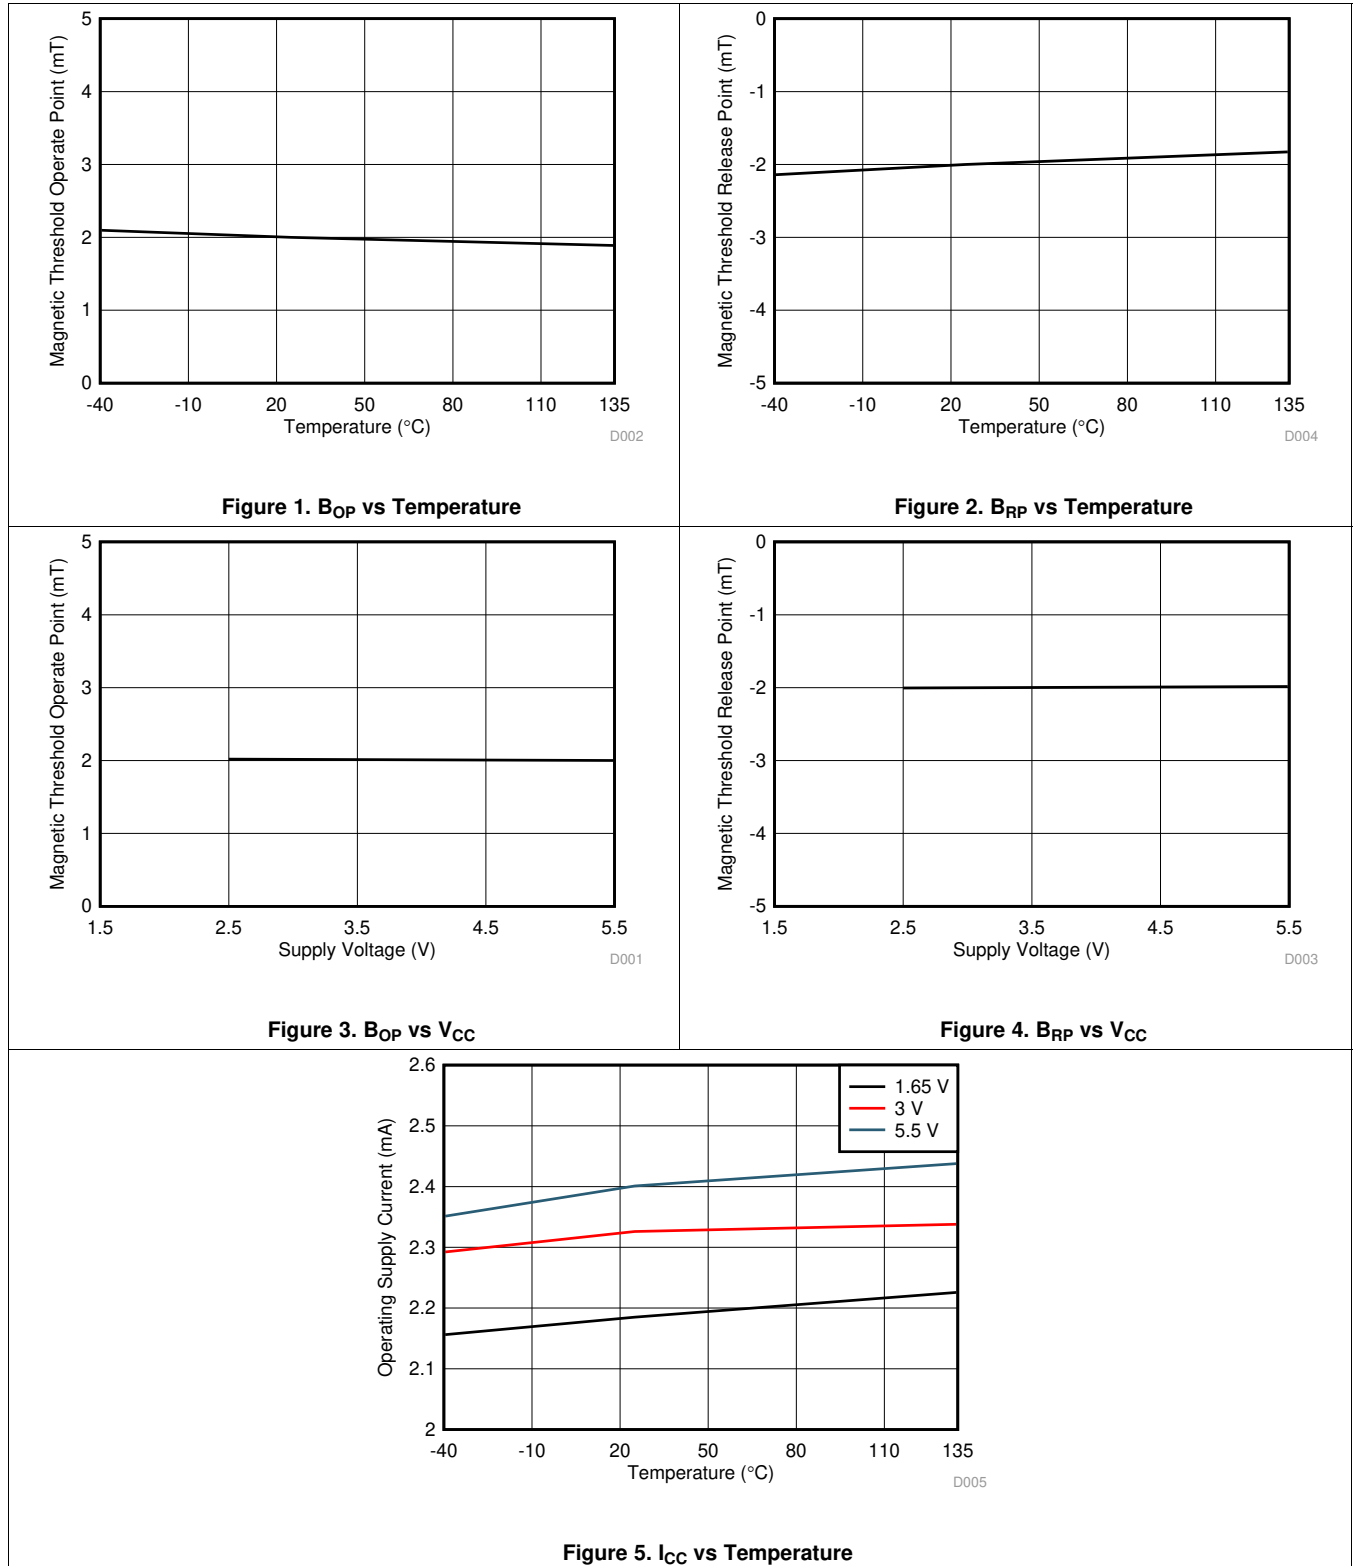 Magnetic Threshold Operate Point (mT)
5
4
3
2
1
0
-40 -10 20 50 80 110 135
Temperature (°C)
D002
Figure 1. BOP vs Temperature
Magnetic Threshold Release Point (mT)
0
-1
-2
-3
-4
-5
-40 -10 20 50 80 110 135
Temperature (°C)
D004
Figure 2. BRP vs Temperature
Magnetic Threshold Operate Point (mT)
5
4
3
2
1
0
1.5 2.5 3.5 4.5 5.5
Supply Voltage (V)
D001
Figure 3. BOP vs VCC
Magnetic Threshold Release Point (mT)
0
-1
-2
-3
-4
-5
1.5 2.5 3.5 4.5 5.5
Supply Voltage (V)
D003
Figure 4. BRP vs VCC
Operating Supply Current (mA)
2.6
2.5
2.4
2.3
2.2
2.1
2
1.65 V
3 V
5.5 V
-40 -10 20 50 80 110 135
Temperature (°C)
D005
Figure 5. ICC vs Temperature